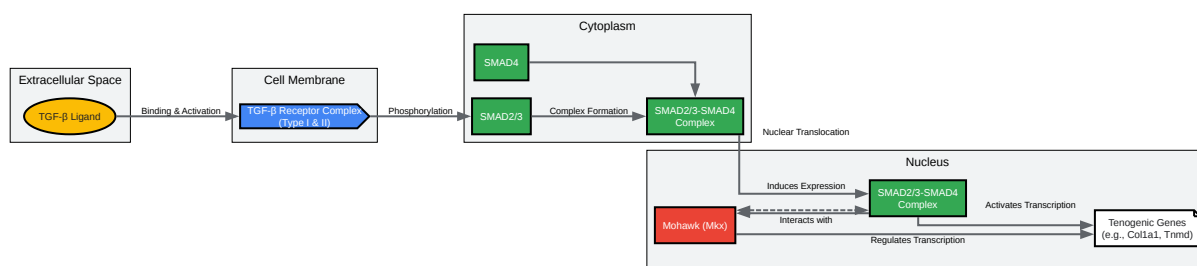 Cytoplasm
SMAD4
Extracellular Space
Cell Membrane
TGF-β Ligand
Binding & Activation
TGF-β Receptor Complex
(Type I & II)
Phosphorylation
SMAD2/3
Complex Formation
SMAD2/3-SMAD4
Complex
Nuclear Translocation
Nucleus
Induces Expression
SMAD2/3-SMAD4
Complex
Mohawk (Mkx)
Interacts with
Activates Transcription
Regulates Transcription
Tenogenic Genes
(e.g., Col1a1, Tnmd)